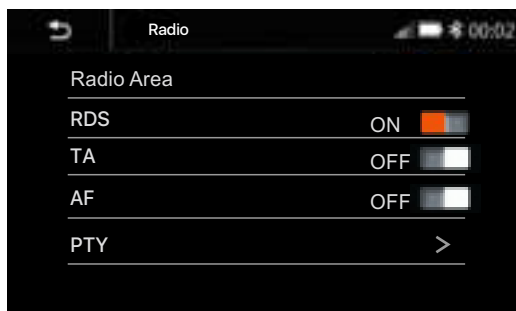 Radio 00:02
Radio Area
RDS ON
TA OFF
AF OFF
PTY >